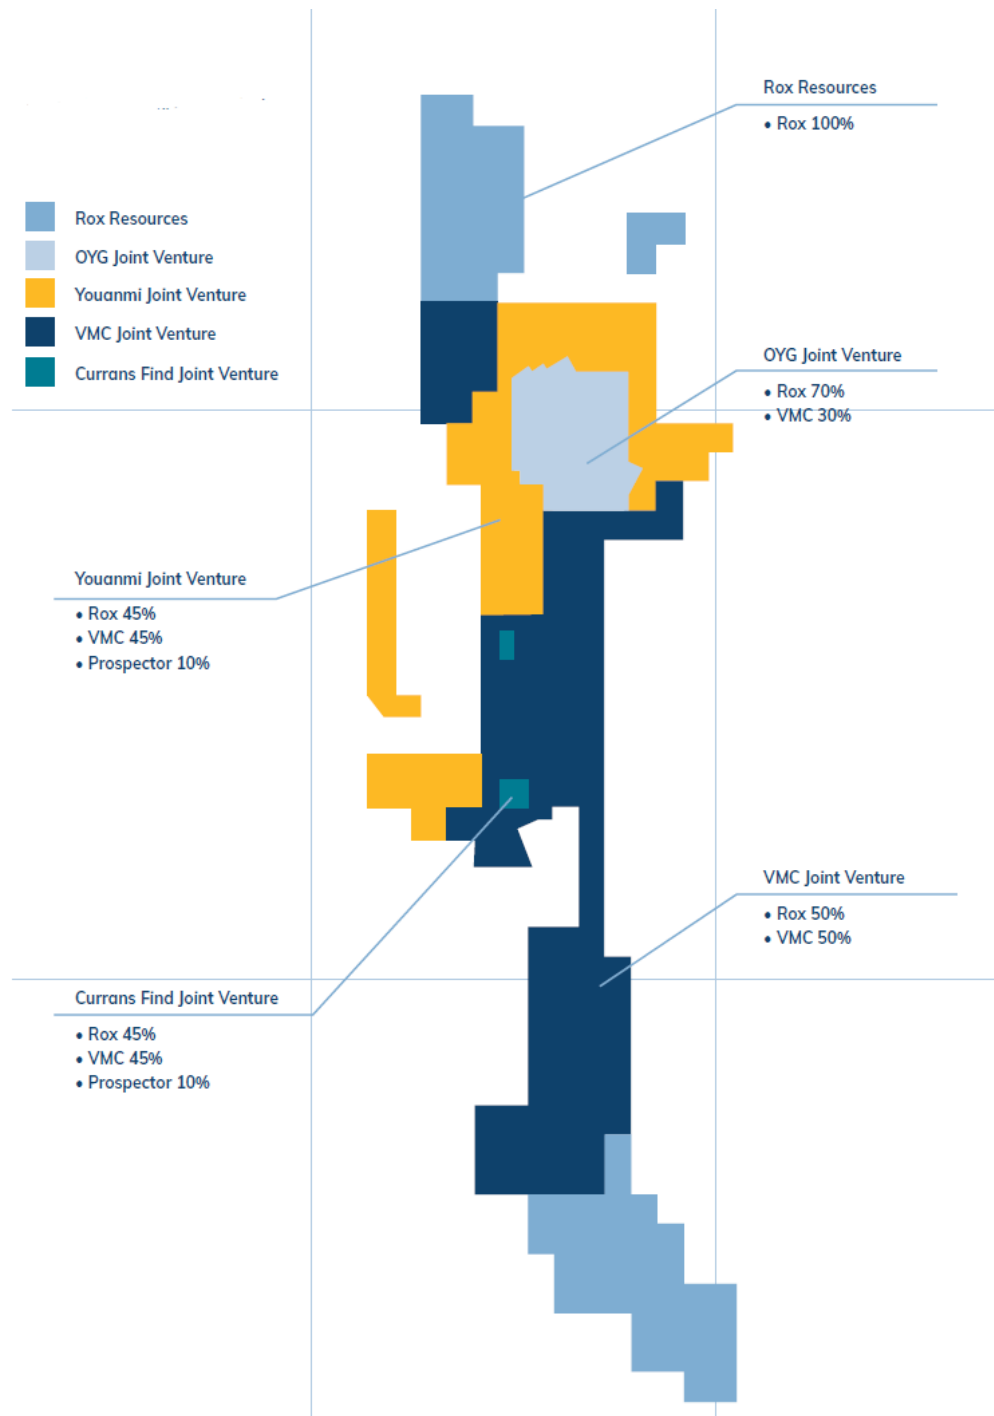 Rox Resources
• Rox 100%
Rox Resources
OYG Joint Venture
Youanmi Joint Venture
VMC Joint Venture
Currans Find Joint Venture
OYG Joint Venture
• Rox 70%
• VMC 30%
Youanmi Joint Venture
• Rox 45%
• VMC 45%
• Prospector 10%
VMC Joint Venture
• Rox 50%
• VMC 50%
Currans Find Joint Venture
• Rox 45%
• VMC 45%
• Prospector 10%